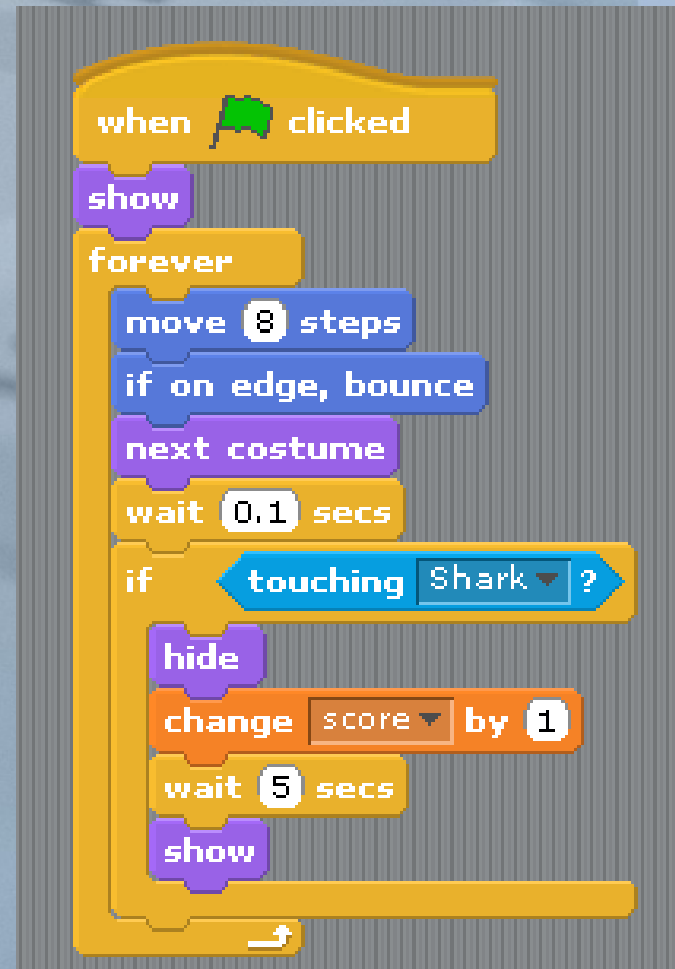 when clicked
show
forever
move 8 steps
if on edge, bounce
next costume
wait 0.1 secs
if touching Shark ?
hide
change score by 1
wait 5 secs
show